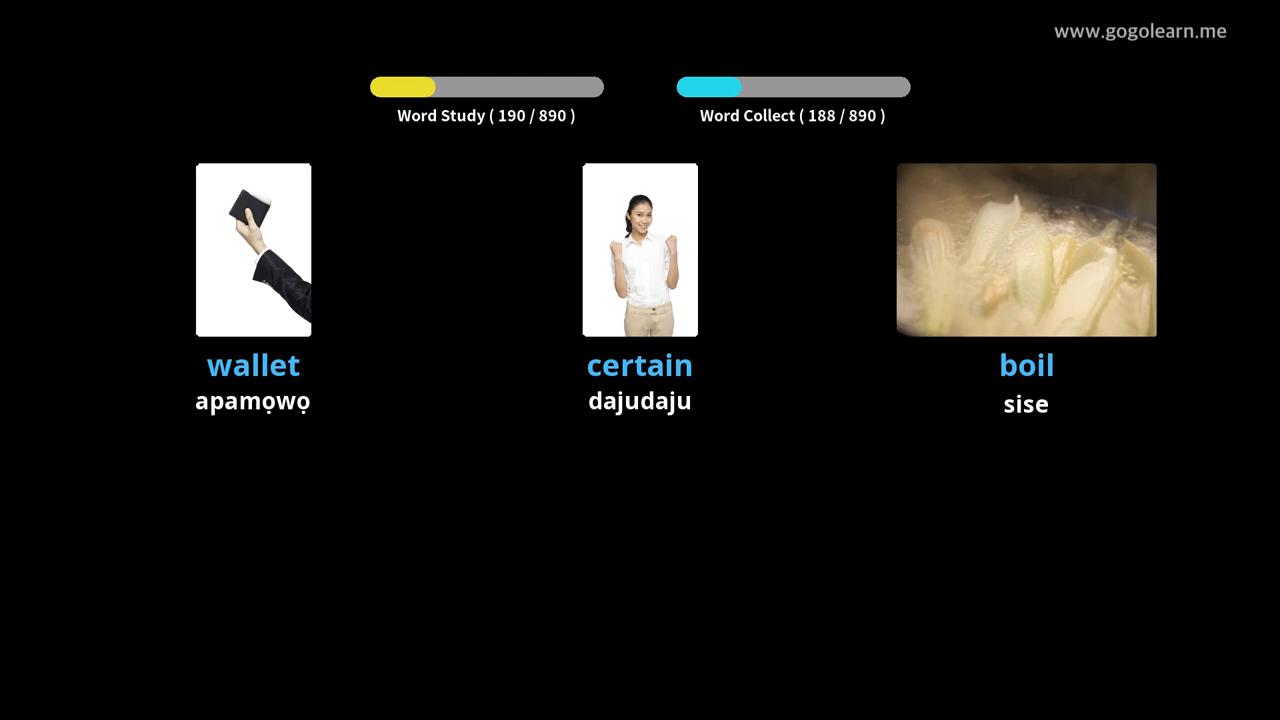 www.gogolearn.me
Word Study ( 190 / 890 )
Word Collect ( 188 / 890 )
wallet
apamọwọ
certain
dajudaju
boil
sise